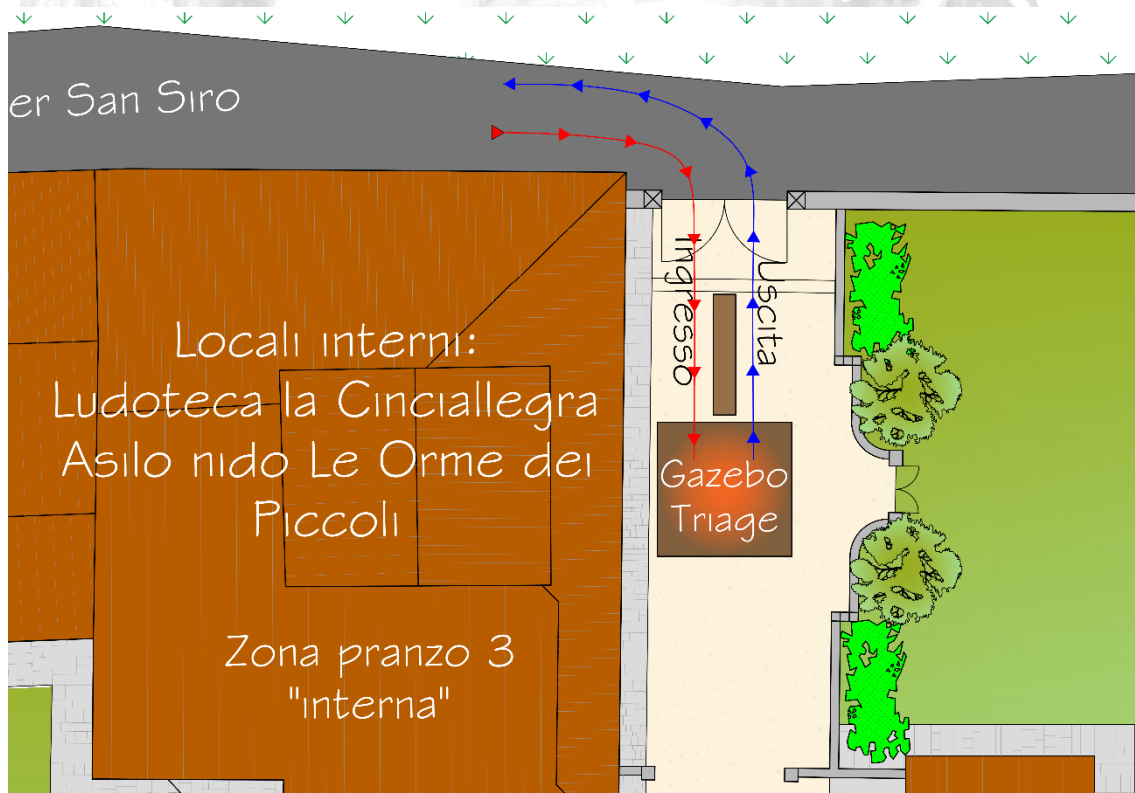 er San Siro
Ingresso
Uscita
Locali interni:
Ludoteca la Cinciallegra
Asilo nido Le Orme dei
Piccoli
Gazebo
Triage
Zona pranzo 3
"interna"